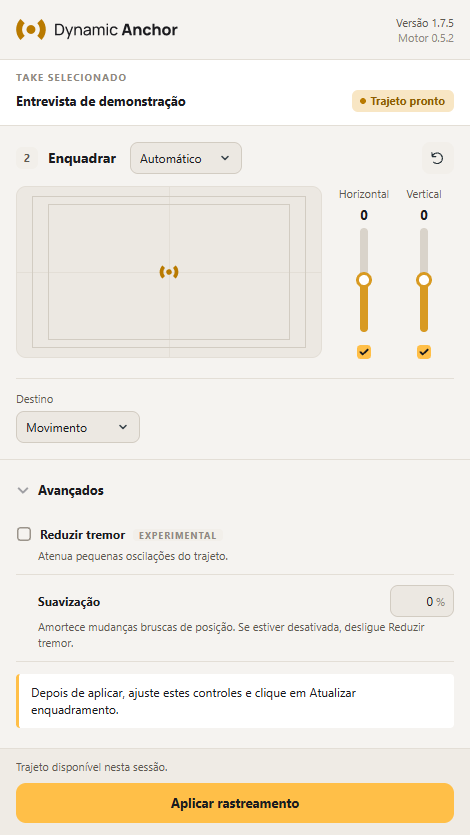 Dynamic Anchor
Versão 1.7.5
Motor 0.5.2
TAKE SELECIONADO
Entrevista de demonstração
Trajeto pronto
2 Enquadrar Automático
Horizontal Vertical
0 0
Destino
Movimento
Avançados
Reduzir tremor EXPERIMENTAL
Atenua pequenas oscilações do trajeto.
Suavização 0 %
Amortece mudanças bruscas de posição. Se estiver desativada, desligue Reduzir
tremor.
Depois de aplicar, ajuste estes controles e clique em Atualizar
enquadramento.
Trajeto disponível nesta sessão.
Aplicar rastreamento